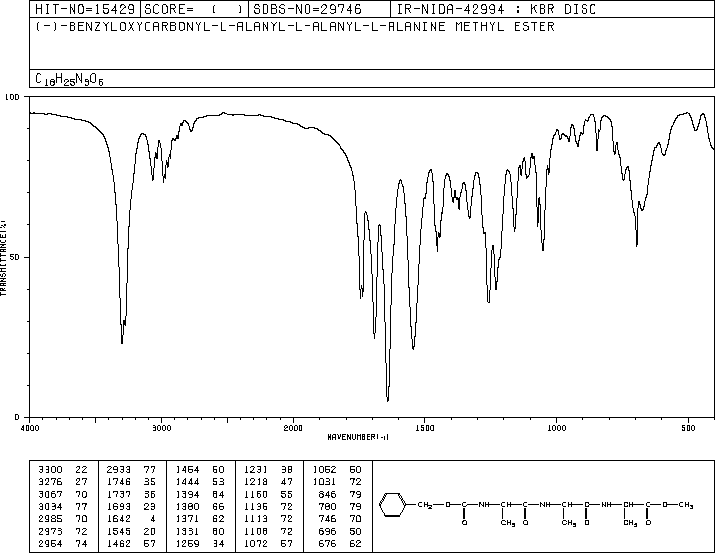 HIT-NO=15429 SCORE= ( ) SDBS-NO=29746 IR-NIDA-42994 : KBR DISC
(-)-BENZYLOXYCARBONYL-L-ALANYL-L-ALANYL-L-ALANINE METHYL ESTER
C18H25N3O6
100
50
0
TRANSMITTANCE(%)
4000 3000 2000 1500 1000 500
WAVENUMBER(-1)
3300 22 2933 77 1454 50 1231 38 1052 50
3276 27 1746 35 1444 53 1218 47 1031 72
3067 70 1737 36 1394 64 1160 55 846 79
3034 77 1693 23 1380 66 1136 72 780 79
2985 70 1642 4 1371 62 1113 72 746 70
2973 72 1545 20 1331 60 1108 72 696 50
2954 74 1462 57 1259 34 1072 57 676 62
CH2 O C NH CH C NH CH C NH CH C O CH3
O CH3 O CH3 O CH3 O